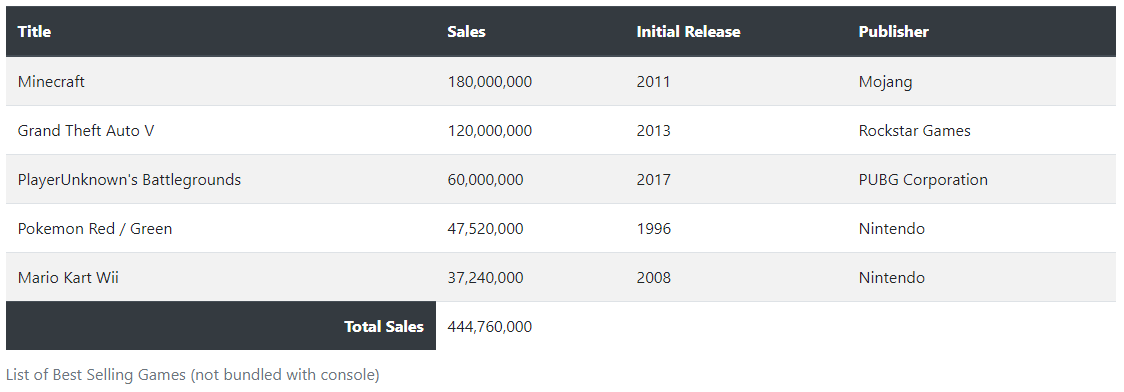 Title Sales Initial Release Publisher
Minecraft 180,000,000 2011 Mojang
Grand Theft Auto V 120,000,000 2013 Rockstar Games
PlayerUnknown's Battlegrounds 60,000,000 2017 PUBG Corporation
Pokemon Red / Green 47,520,000 1996 Nintendo
Mario Kart Wii 37,240,000 2008 Nintendo
Total Sales 444,760,000
List of Best Selling Games (not bundled with console)